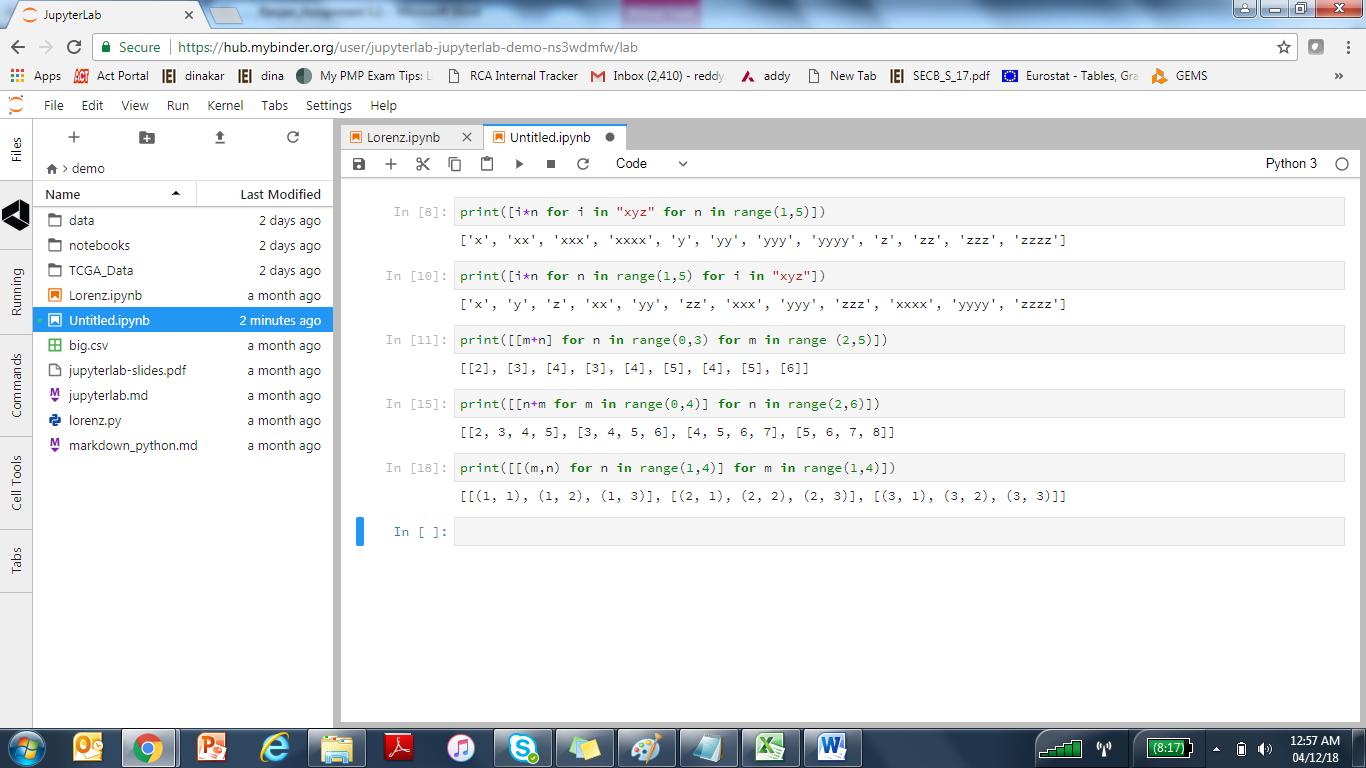 JupyterLab
Secure https://hub.mybinder.org/user/jupyterlab-jupyterlab-demo-ns3wdmfw/lab
Apps ACT Act Portal IEI dinakar IEI dina My PMP Exam Tips: RCA Internal Tracker Inbox (2,410) - reddy. addy New Tab IEI SECB_S_17.pdf Eurostat - Tables, Gra GEMS »
File Edit View Run Kernel Tabs Settings Help
Files
Running
Commands
Cell Tools
Tabs
demo
Name Last Modified
data 2 days ago
notebooks 2 days ago
TCGA_Data 2 days ago
Lorenz.ipynb a month ago
Untitled.ipynb 2 minutes ago
big.csv a month ago
jupyterlab-slides.pdf a month ago
jupyterlab.md a month ago
lorenz.py a month ago
markdown_python.md a month ago
Lorenz.ipynb Untitled.ipynb
Code Python 3
In [8]: print([i*n for i in "xyz" for n in range(1,5)])
['x', 'xx', 'xxx', 'xxxx', 'y', 'yy', 'yyy', 'yyyy', 'z', 'zz', 'zzz', 'zzzz']
In [10]: print([i*n for n in range(1,5) for i in "xyz"])
['x', 'y', 'z', 'xx', 'yy', 'zz', 'xxx', 'yyy', 'zzz', 'xxxx', 'yyyy', 'zzzz']
In [11]: print([[m+n] for n in range(0,3) for m in range (2,5)])
[[2], [3], [4], [3], [4], [5], [4], [5], [6]]
In [15]: print([[n+m for m in range(0,4)] for n in range(2,6)])
[[2, 3, 4, 5], [3, 4, 5, 6], [4, 5, 6, 7], [5, 6, 7, 8]]
In [18]: print([[(m,n) for n in range(1,4)] for m in range(1,4)])
[[(1, 1), (1, 2), (1, 3)], [(2, 1), (2, 2), (2, 3)], [(3, 1), (3, 2), (3, 3)]]
In [ ]:
(8:17)
12:57 AM
04/12/18